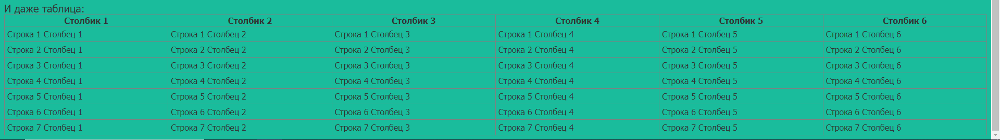 И даже таблица:
Столбик 1 Столбик 2 Столбик 3 Столбик 4 Столбик 5 Столбик 6
Строка 1 Столбец 1 Строка 1 Столбец 2 Строка 1 Столбец 3 Строка 1 Столбец 4 Строка 1 Столбец 5 Строка 1 Столбец 6
Строка 2 Столбец 1 Строка 2 Столбец 2 Строка 2 Столбец 3 Строка 2 Столбец 4 Строка 2 Столбец 5 Строка 2 Столбец 6
Строка 3 Столбец 1 Строка 3 Столбец 2 Строка 3 Столбец 3 Строка 3 Столбец 4 Строка 3 Столбец 5 Строка 3 Столбец 6
Строка 4 Столбец 1 Строка 4 Столбец 2 Строка 4 Столбец 3 Строка 4 Столбец 4 Строка 4 Столбец 5 Строка 4 Столбец 6
Строка 5 Столбец 1 Строка 5 Столбец 2 Строка 5 Столбец 3 Строка 5 Столбец 4 Строка 5 Столбец 5 Строка 5 Столбец 6
Строка 6 Столбец 1 Строка 6 Столбец 2 Строка 6 Столбец 3 Строка 6 Столбец 4 Строка 6 Столбец 5 Строка 6 Столбец 6
Строка 7 Столбец 1 Строка 7 Столбец 2 Строка 7 Столбец 3 Строка 7 Столбец 4 Строка 7 Столбец 5 Строка 7 Столбец 6